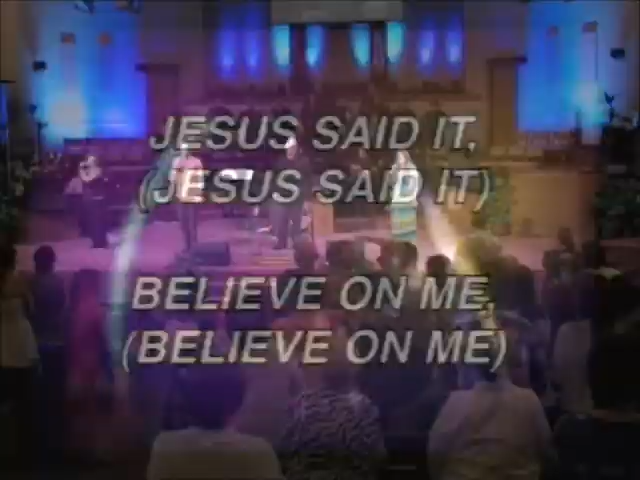 JESUS SAID IT,
(JESUS SAID IT)
BELIEVE ON ME,
(BELIEVE ON ME)